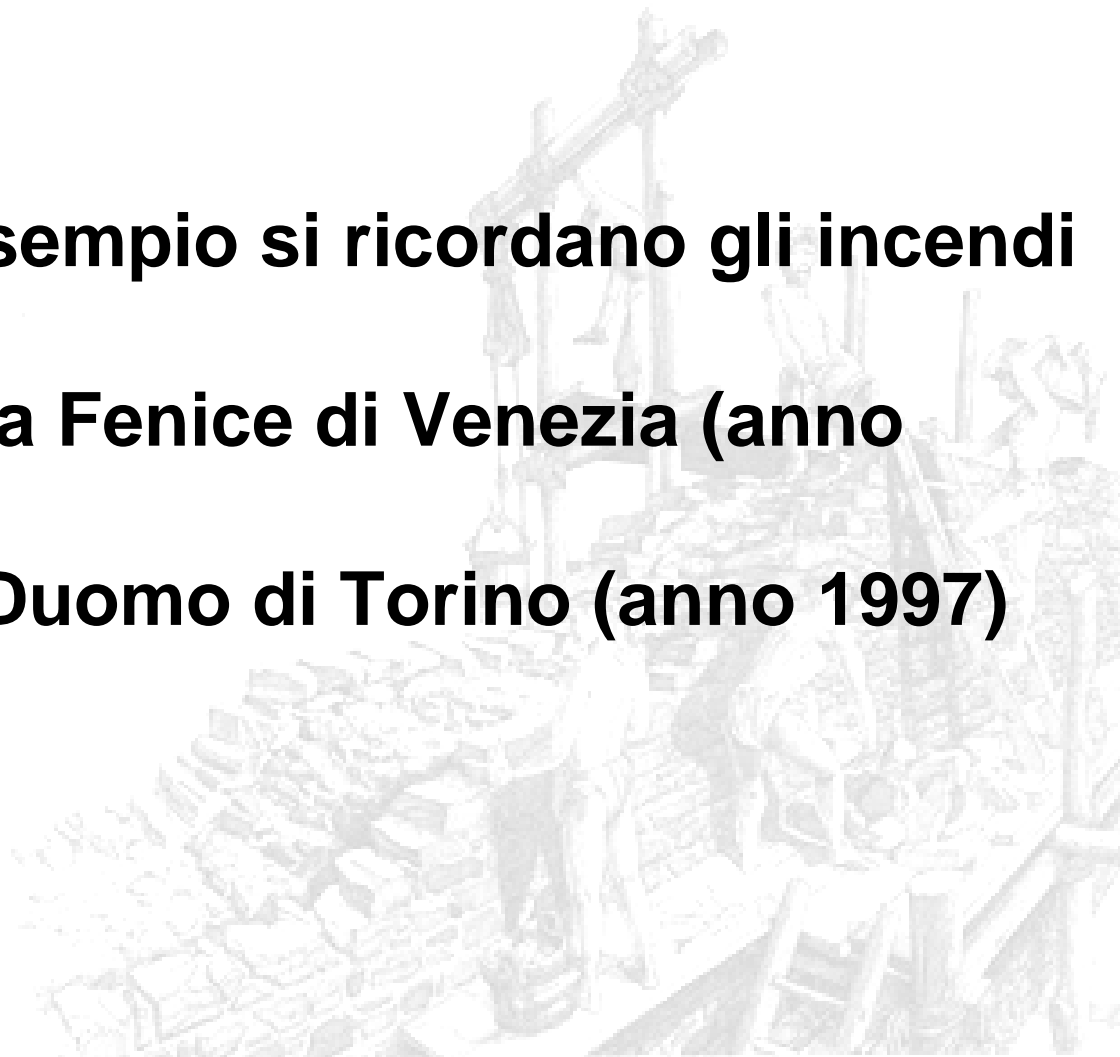 sempio si ricordano gli incendi
a Fenice di Venezia (anno
Duomo di Torino (anno 1997)